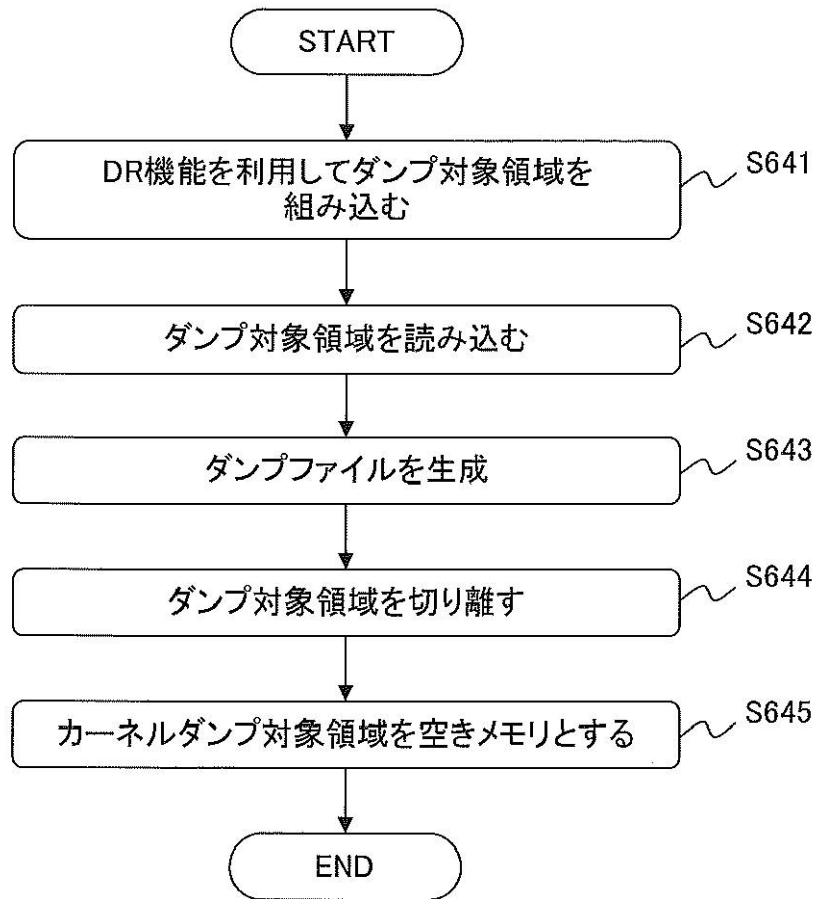 START
DR機能を利用してダンプ対象領域を
組み込む
S641
ダンプ対象領域を読み込む
S642
ダンプファイルを生成
S643
ダンプ対象領域を切り離す
S644
カーネルダンプ対象領域を空きメモリとする
S645
END